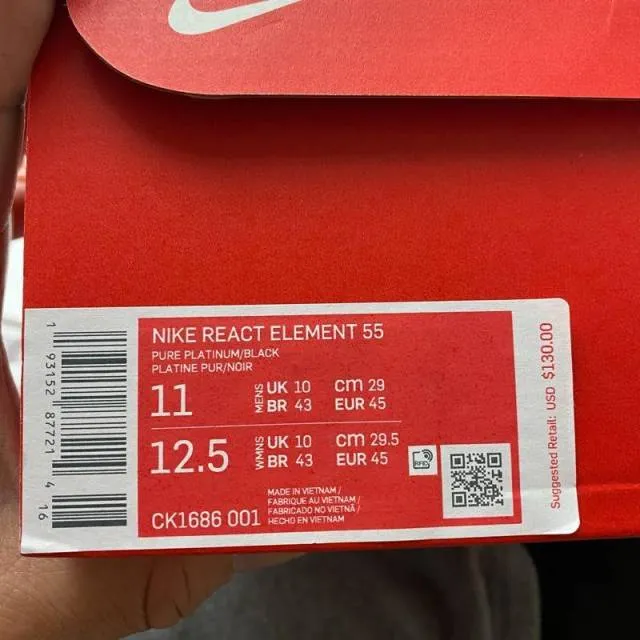 NIKE REACT ELEMENT 55
PURE PLATINUM/BLACK
PLATINE PUR/NOIR
11 MENS UK 10 CM 29
BR 43 EUR 45
12.5 WMNS UK 10 CM 29.5
BR 43 EUR 45
RFID
CK1686 001
MADE IN VIETNAM /
FABRIQUE AU VIETNAM /
FABRICADO NO VIETNÃ /
HECHO EN VIETNAM
1 93152 87721 4 16
Suggested Retail: USD $130.00